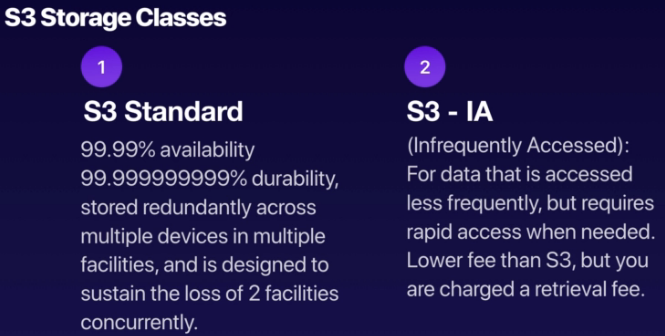 S3 Storage Classes
1
S3 Standard
99.99% availability
99.999999999% durability,
stored redundantly across
multiple devices in multiple
facilities, and is designed to
sustain the loss of 2 facilities
concurrently.
2
S3 - IA
(Infrequently Accessed):
For data that is accessed
less frequently, but requires
rapid access when needed.
Lower fee than S3, but you
are charged a retrieval fee.